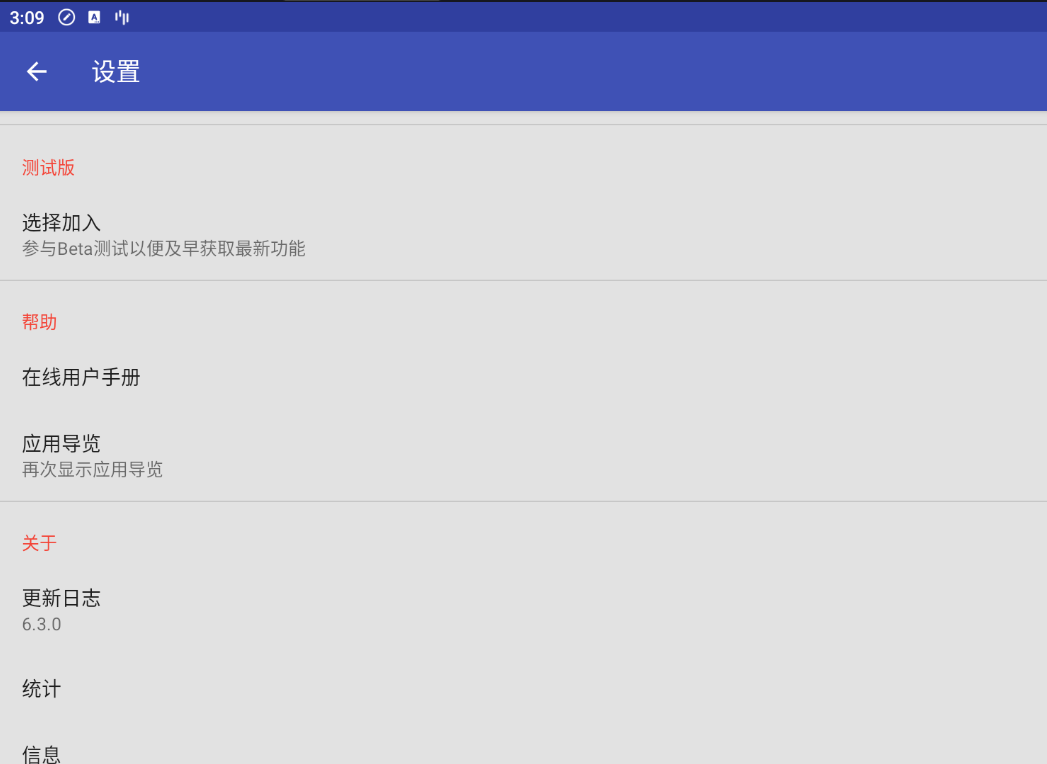 3:09
设置
测试版
选择加入
参与Beta测试以便及早获取最新功能
帮助
在线用户手册
应用导览
再次显示应用导览
关于
更新日志
6.3.0
统计
信息